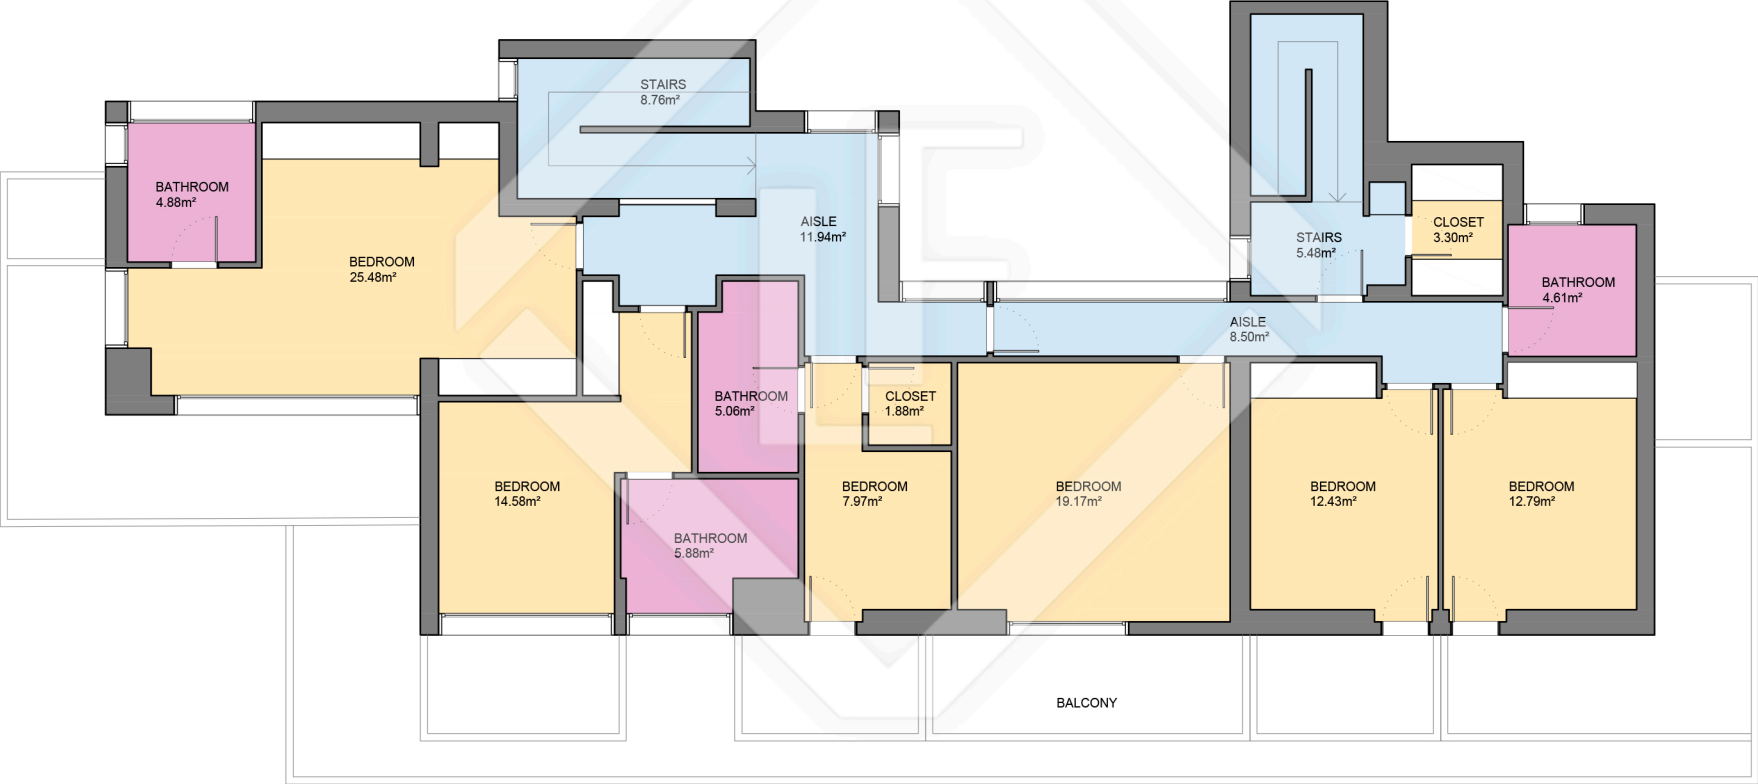 STAIRS
8.76m²
BATHROOM
4.88m²
AISLE
11.94m²
CLOSET
3.30m²
STAIRS
5.48m²
BEDROOM
25.48m²
BATHROOM
4.61m²
AISLE
8.50m²
BATHROOM
5.06m²
CLOSET
1.88m²
BEDROOM
14.58m²
BEDROOM
7.97m²
BEDROOM
19.17m²
BEDROOM
12.43m²
BEDROOM
12.79m²
BATHROOM
5.88m²
BALCONY